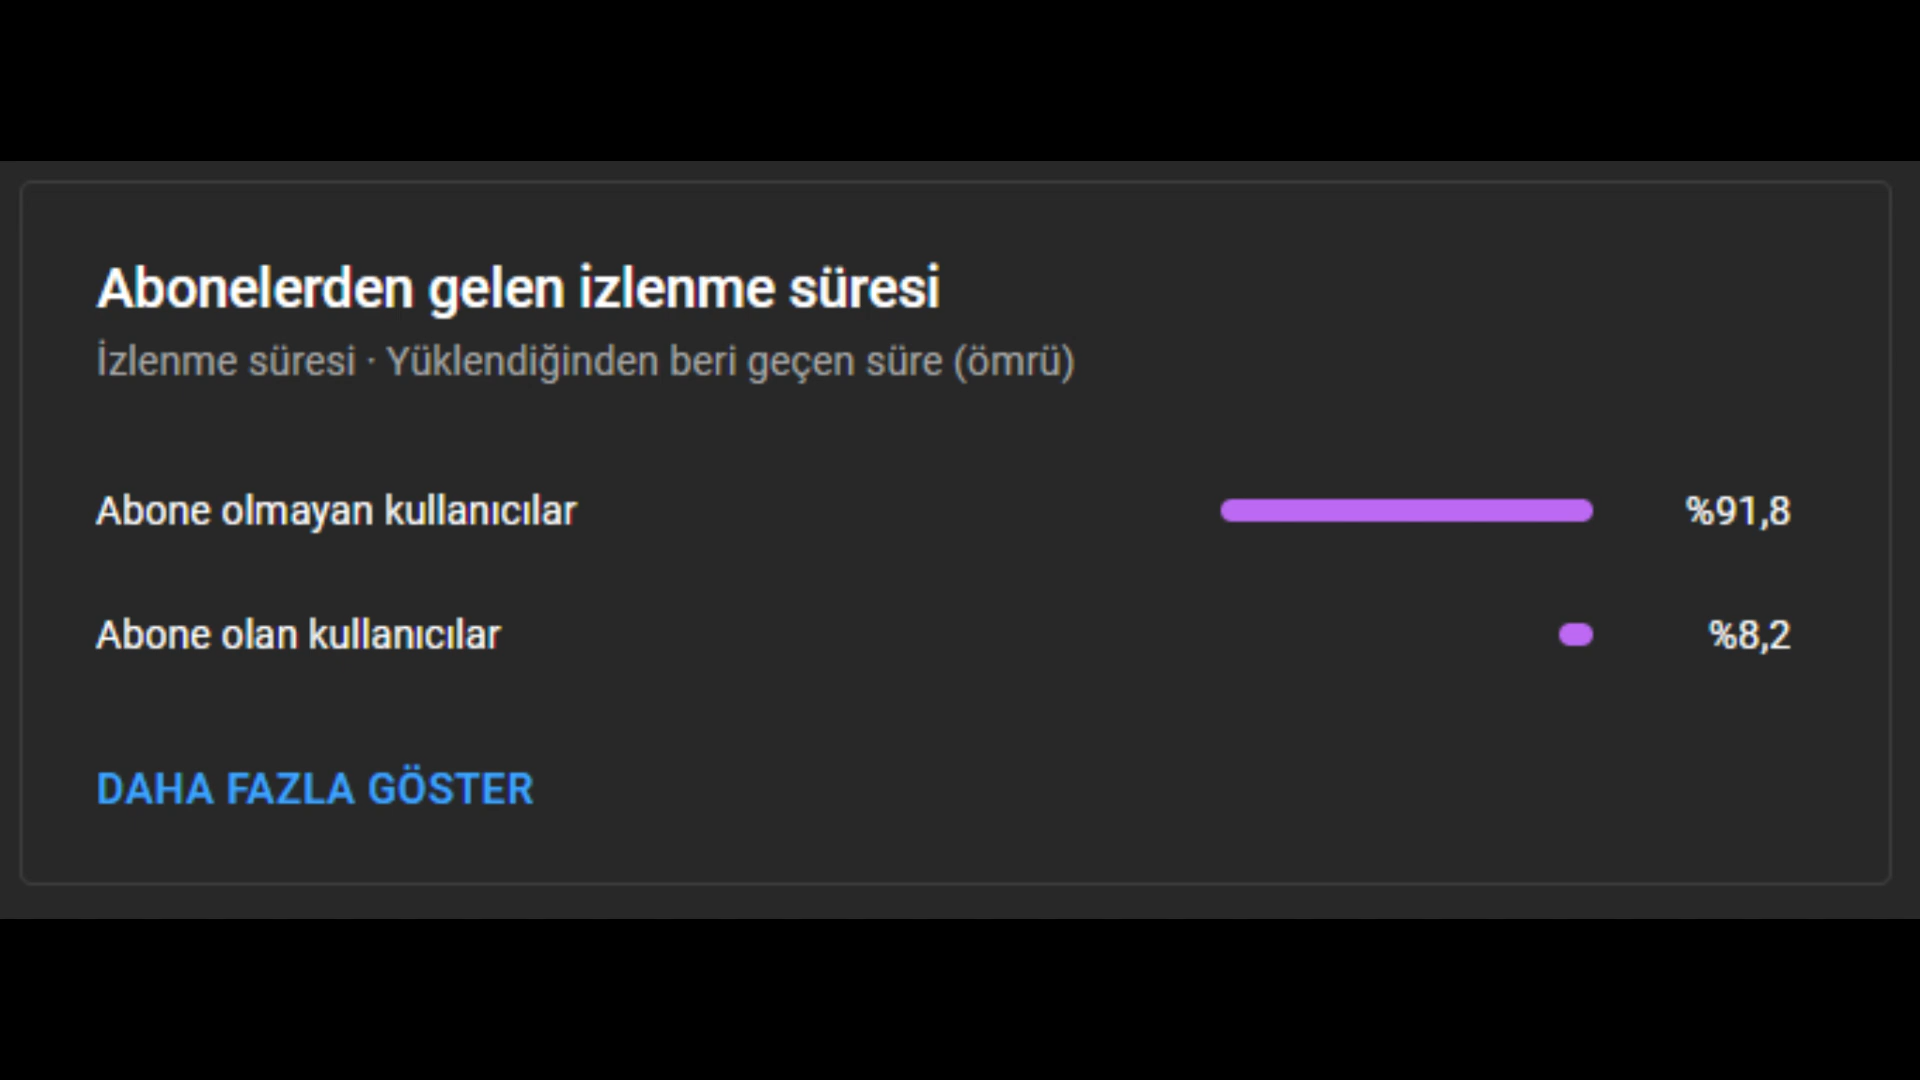 Abonelerden gelen izlenme süresi
İzlenme süresi · Yüklendiğinden beri geçen süre (ömrü)
Abone olmayan kullanıcılar %91,8
Abone olan kullanıcılar %8,2
DAHA FAZLA GÖSTER